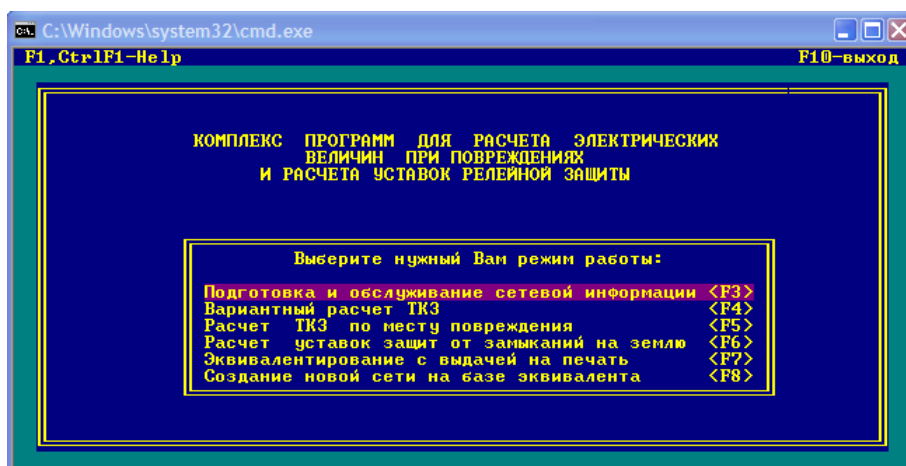 C:\Windows\system32\cmd.exe
F1,CtrlF1-Help F10-выход
КОМПЛЕКС ПРОГРАММ ДЛЯ РАСЧЕТА ЭЛЕКТРИЧЕСКИХ
ВЕЛИЧИН ПРИ ПОВРЕЖДЕНИЯХ
И РАСЧЕТА УСТАВОК РЕЛЕЙНОЙ ЗАЩИТЫ
Выберите нужный Вам режим работы:
Подготовка и обслуживание сетевой информации <F3>
Вариантный расчет ТКЗ <F4>
Расчет ТКЗ по месту повреждения <F5>
Расчет уставок защит от замыканий на землю <F6>
Эквивалентирование с выдачей на печать <F7>
Создание новой сети на базе эквивалента <F8>